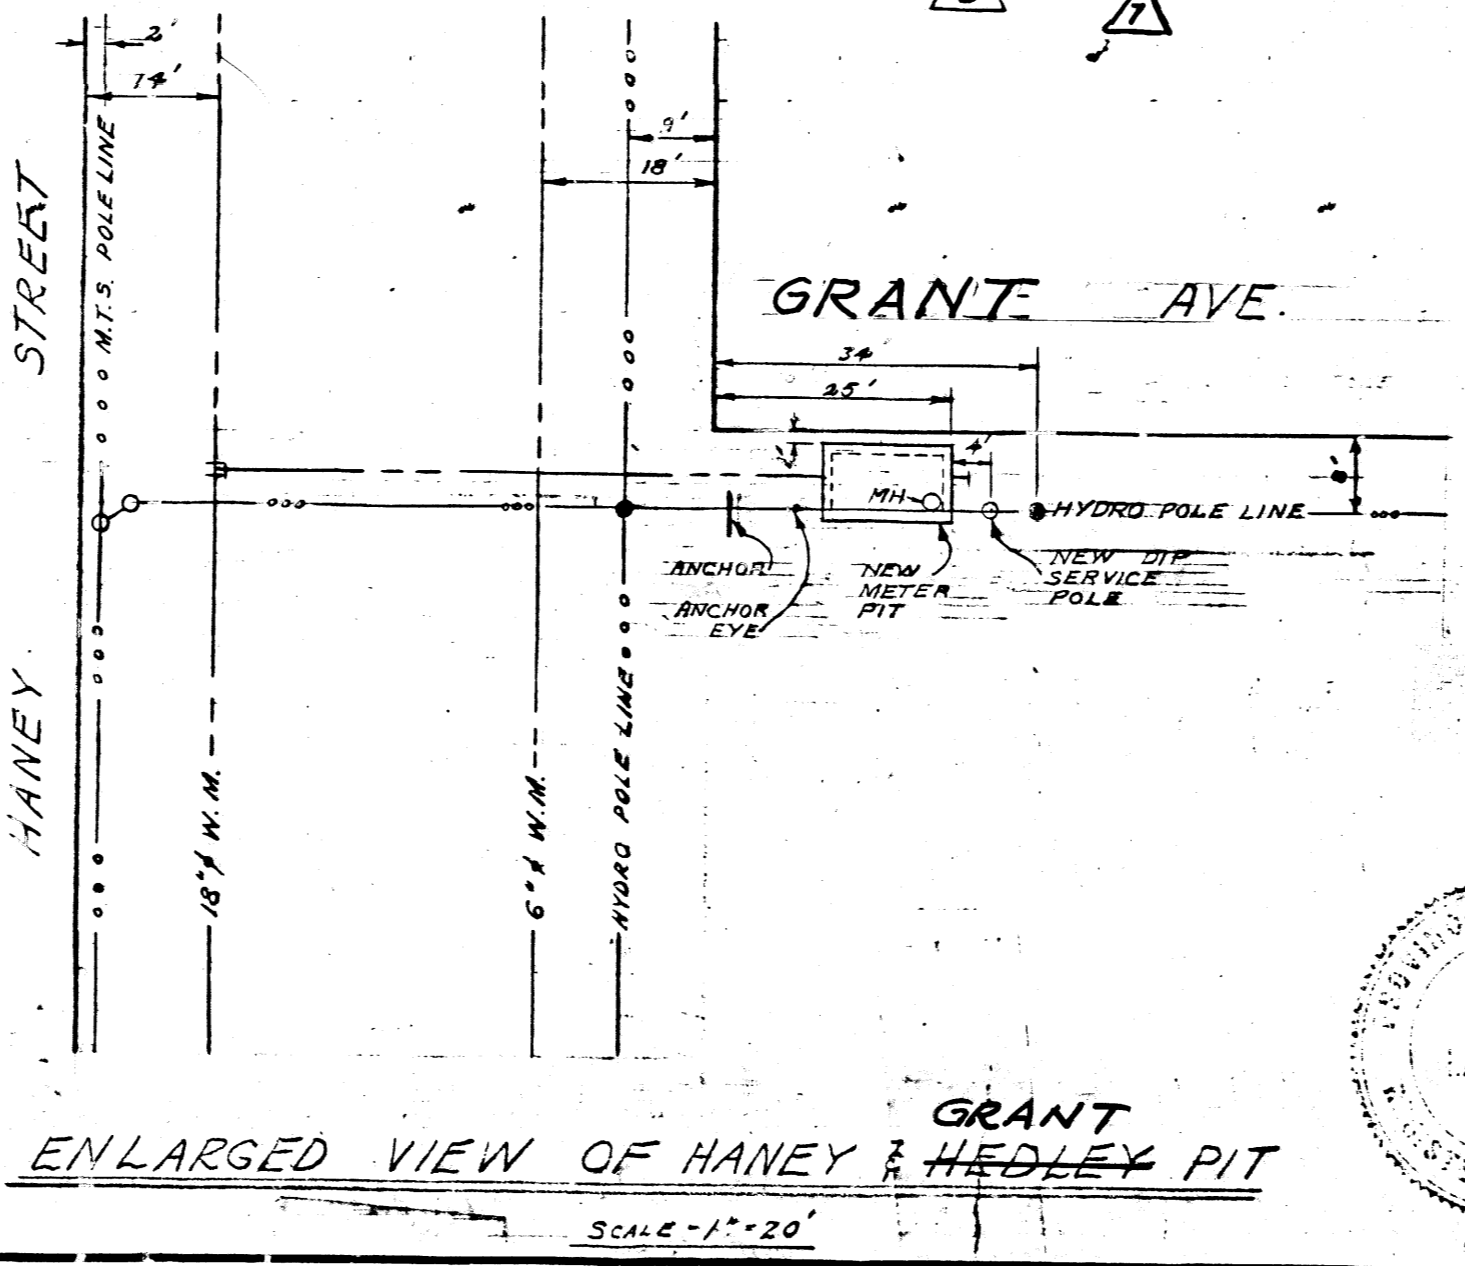 7
2'
14'
9'
18'
HANEY STREET
M.T.S. POLE LINE
GRANT AVE.
34'
25'
4'
2'
8'
MH
HYDRO POLE LINE
ANCHOR
ANCHOR
EYE
NEW
METER
PIT
NEW DIP
SERVICE
POLE
18"ø W.M.
6"ø W.M.
HYDRO POLE LINE
GRANT
ENLARGED VIEW OF HANEY & HEDLEY PIT
SCALE - 1" = 20'